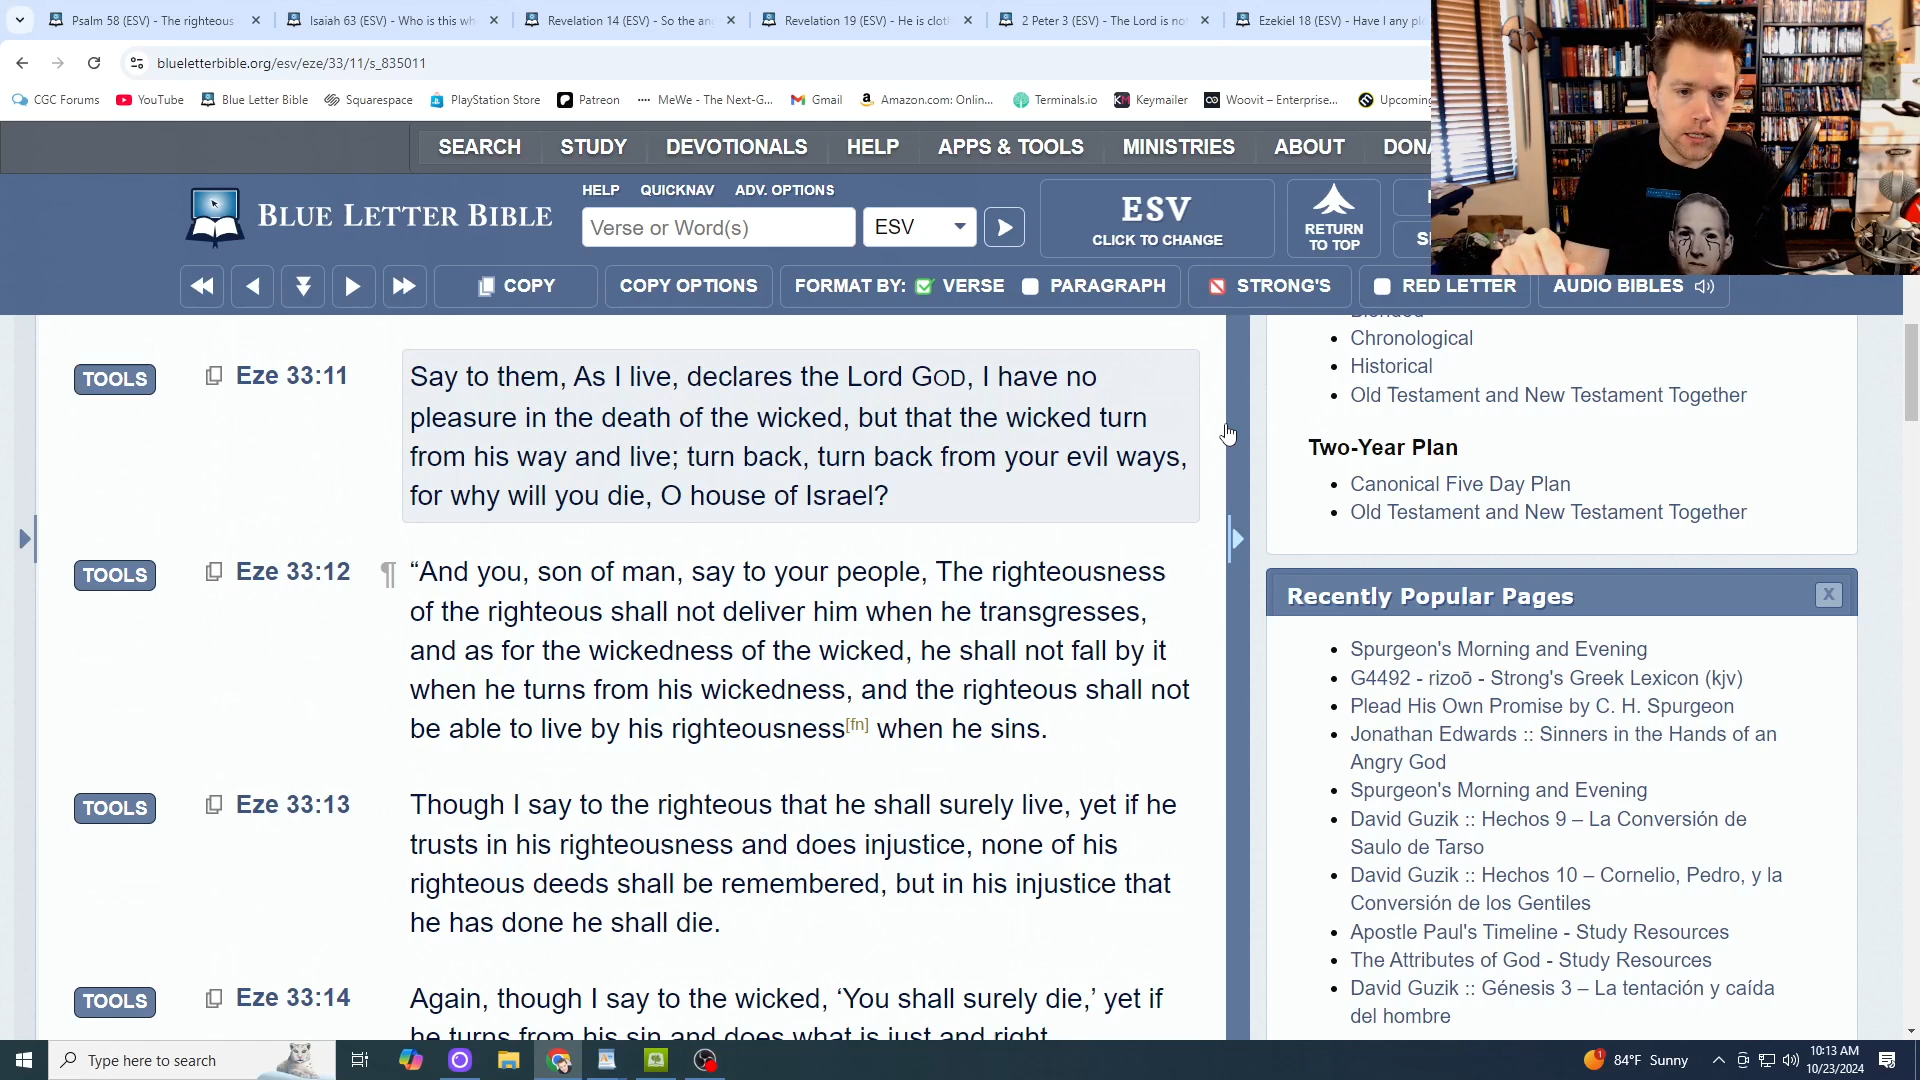 Psalm 58 (ESV) - The righteous
Isaiah 63 (ESV) - Who is this wh
Revelation 14 (ESV) - So the an
Revelation 19 (ESV) - He is cloth
2 Peter 3 (ESV) - The Lord is no
Ezekiel 18 (ESV) - Have I any pl
blueletterbible.org/esv/eze/33/11/s_835011
CGC Forums
YouTube
Blue Letter Bible
Squarespace
PlayStation Store
Patreon
MeWe - The Next-G...
Gmail
Amazon.com: Onlin...
Terminals.io
Keymailer
Woovit – Enterprise...
Upcoming
SEARCH STUDY DEVOTIONALS HELP APPS & TOOLS MINISTRIES ABOUT DON
HELP QUICKNAV ADV. OPTIONS
BLUE LETTER BIBLE
Verse or Word(s)
ESV
ESV
CLICK TO CHANGE
RETURN
TO TOP
COPY
COPY OPTIONS
FORMAT BY: VERSE PARAGRAPH
STRONG'S
RED LETTER
AUDIO BIBLES
TOOLS
Eze 33:11
Say to them, As I live, declares the Lord GOD, I have no
pleasure in the death of the wicked, but that the wicked turn
from his way and live; turn back, turn back from your evil ways,
for why will you die, O house of Israel?
TOOLS
Eze 33:12
¶ “And you, son of man, say to your people, The righteousness
of the righteous shall not deliver him when he transgresses,
and as for the wickedness of the wicked, he shall not fall by it
when he turns from his wickedness, and the righteous shall not
be able to live by his righteousness[fn] when he sins.
TOOLS
Eze 33:13
Though I say to the righteous that he shall surely live, yet if he
trusts in his righteousness and does injustice, none of his
righteous deeds shall be remembered, but in his injustice that
he has done he shall die.
TOOLS
Eze 33:14
Again, though I say to the wicked, ‘You shall surely die,’ yet if
he turns from his sin and does what is just and right
Blended
Chronological
Historical
Old Testament and New Testament Together
Two-Year Plan
Canonical Five Day Plan
Old Testament and New Testament Together
Recently Popular Pages
X
Spurgeon's Morning and Evening
G4492 - rizoō - Strong's Greek Lexicon (kjv)
Plead His Own Promise by C. H. Spurgeon
Jonathan Edwards :: Sinners in the Hands of an
Angry God
Spurgeon's Morning and Evening
David Guzik :: Hechos 9 – La Conversión de
Saulo de Tarso
David Guzik :: Hechos 10 – Cornelio, Pedro, y la
Conversión de los Gentiles
Apostle Paul's Timeline - Study Resources
The Attributes of God - Study Resources
David Guzik :: Génesis 3 – La tentación y caída
del hombre
Type here to search
1
84°F Sunny
10:13 AM
10/23/2024